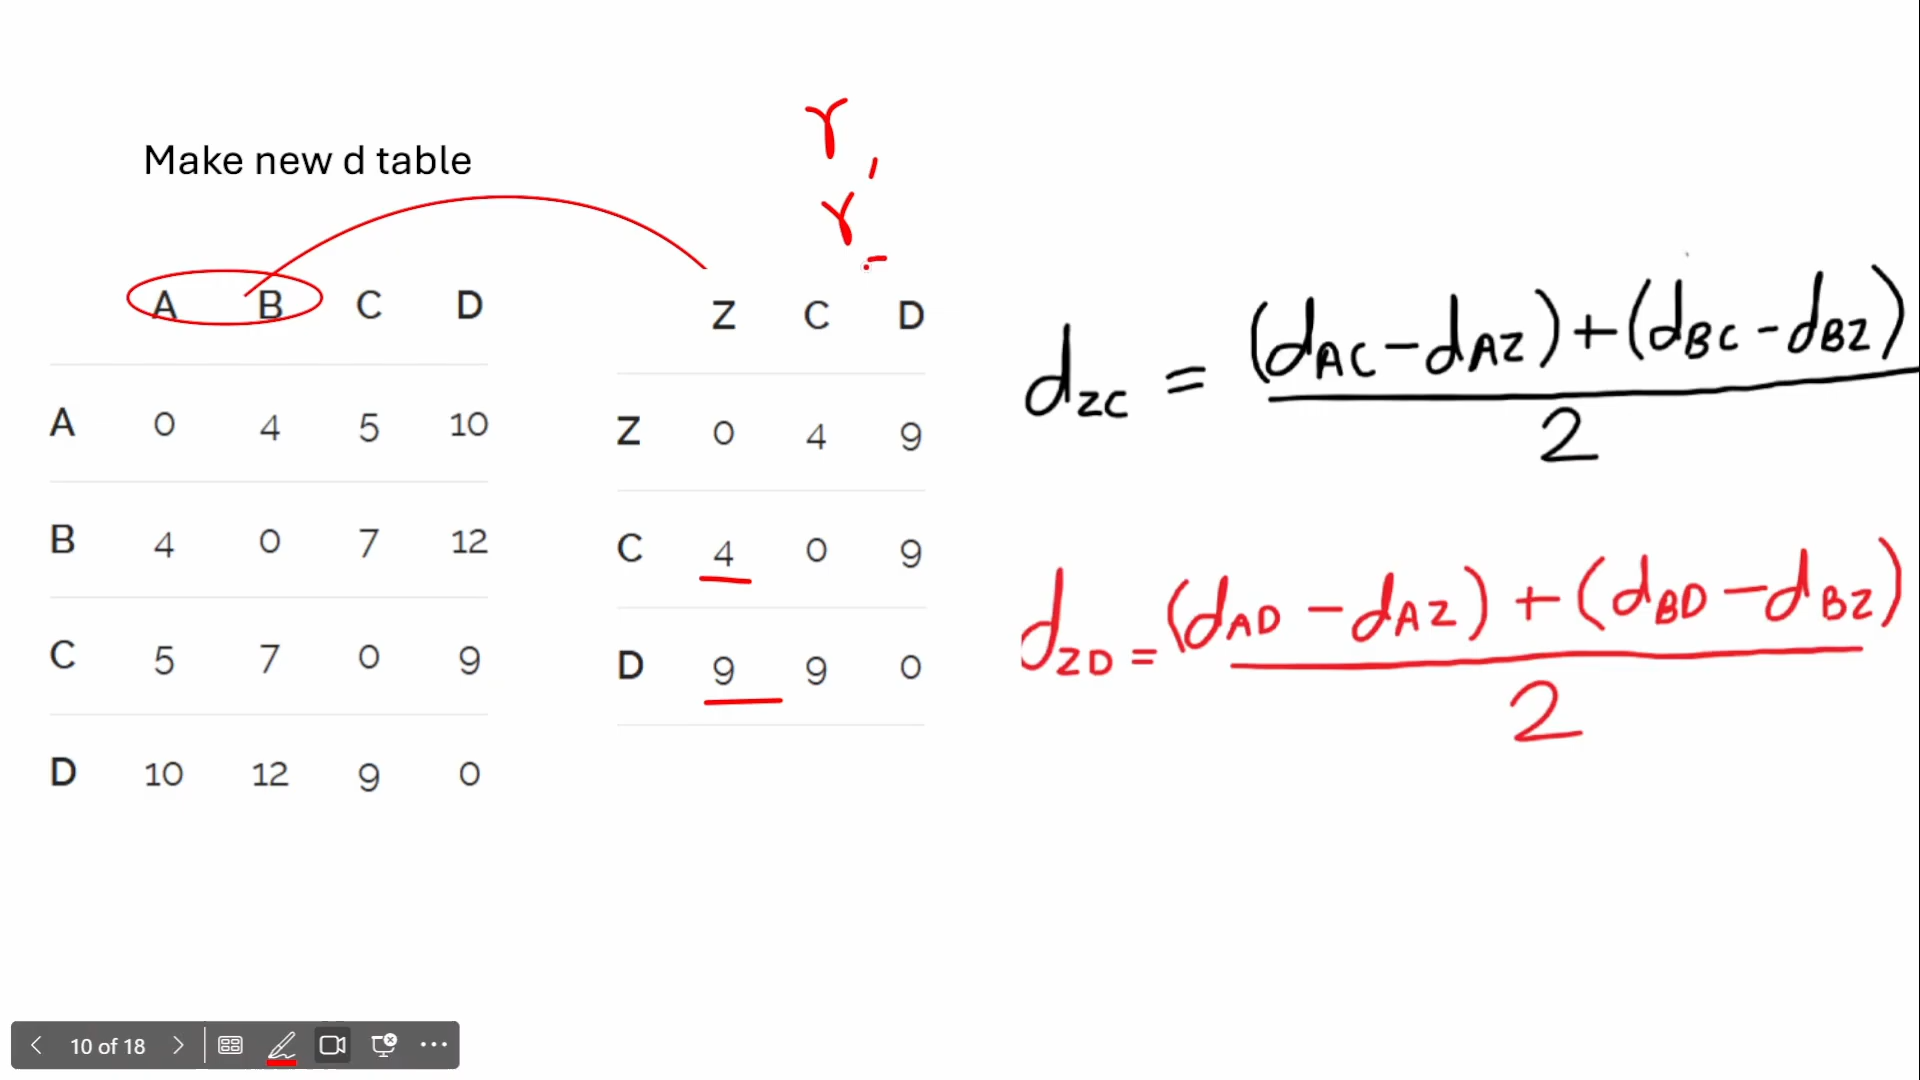 Make new d table
r
r'
A B C D
A 0 4 5 10
B 4 0 7 12
C 5 7 0 9
D 10 12 9 0
Z C D
Z 0 4 9
C 4 0 9
D 9 9 0
dZC = (dAC - dAZ) + (dBC - dBZ)
2
dZD = (dAD - dAZ) + (dBD - dBZ)
2
10 of 18